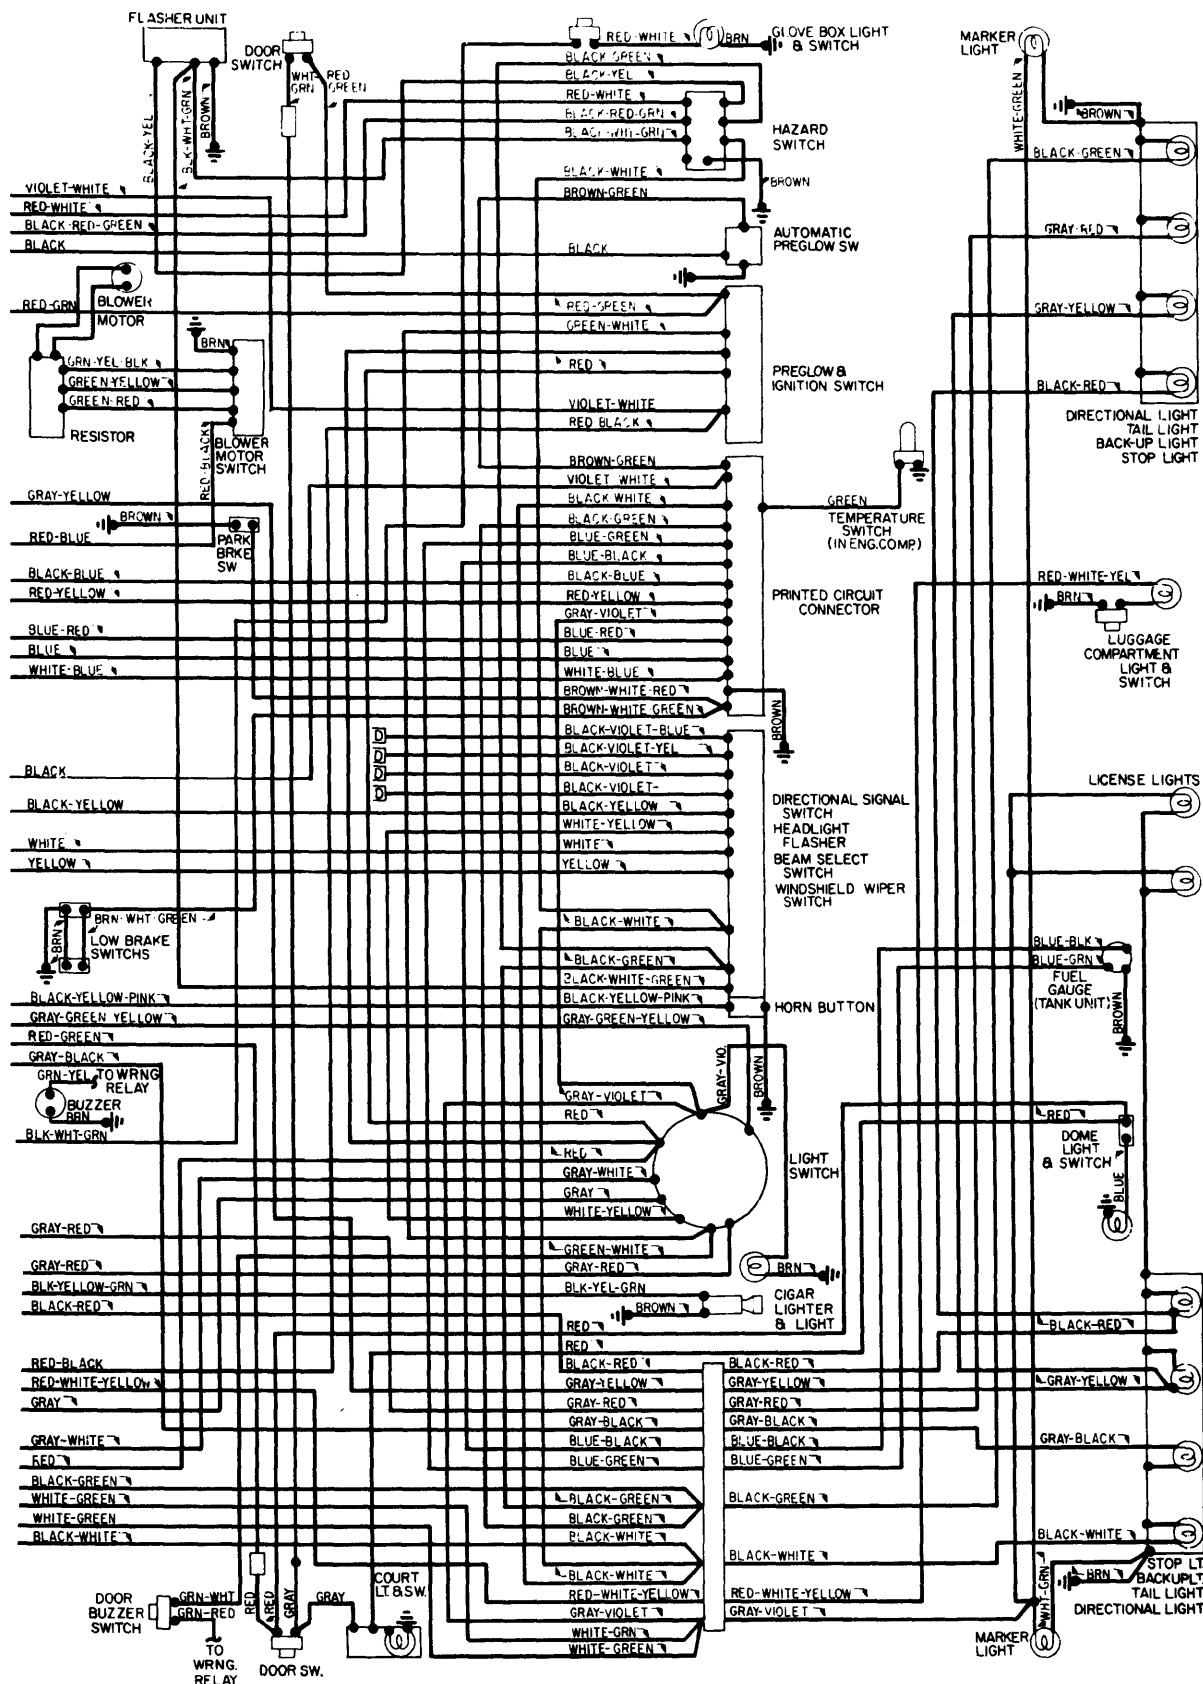 FLASHER UNIT
DOOR
SWITCH
WHT-
GRN
RED
GREEN
BLACK-YEL
BLK-WHT-GRN
BROWN
RED-WHITE
BRN
GLOVE BOX LIGHT
& SWITCH
BLACK GREEN
BLACK-YEL
RED-WHITE
BLACK-RED-GRN
BLACK-WHT-GRN
HAZARD
SWITCH
BLACK-WHITE
BROWN
BROWN-GREEN
MARKER
LIGHT
WHITE-GREEN
BROWN
BLACK-GREEN
GRAY-RED
GRAY-YELLOW
BLACK-RED
DIRECTIONAL LIGHT
TAIL LIGHT
BACK-UP LIGHT
STOP LIGHT
VIOLET-WHITE
RED-WHITE
BLACK-RED-GREEN
BLACK
BLACK
AUTOMATIC
PREGLOW SW
BLOWER
MOTOR
RED-GRN
RED-GREEN
GREEN-WHITE
RED
PREGLOW &
IGNITION SWITCH
VIOLET-WHITE
RED BLACK
BRN
GRN-YEL-BLK
GREEN-YELLOW
GREEN-RED
RESISTOR
RED-BLACK
BLOWER
MOTOR
SWITCH
GRAY-YELLOW
BROWN
RED-BLUE
PARK
BRKE
SW
BROWN-GREEN
VIOLET WHITE
BLACK WHITE
BLACK-GREEN
BLUE-GREEN
BLUE-BLACK
BLACK-BLUE
RED-YELLOW
GRAY-VIOLET
BLUE-RED
BLUE
WHITE-BLUE
BROWN-WHITE-RED
BROWN-WHITE GREEN
GREEN
TEMPERATURE
SWITCH
(IN ENG.COMP.)
PRINTED CIRCUIT
CONNECTOR
BROWN
BLACK-BLUE
RED-YELLOW
BLUE-RED
BLUE
WHITE-BLUE
RED-WHITE-YEL
BRN
LUGGAGE
COMPARTMENT
LIGHT &
SWITCH
BLACK-VIOLET-BLUE
BLACK-VIOLET-YEL
BLACK-VIOLET
BLACK-VIOLET-
BLACK-YELLOW
WHITE-YELLOW
WHITE
YELLOW
DIRECTIONAL SIGNAL
SWITCH
HEADLIGHT
FLASHER
BEAM SELECT
SWITCH
WINDSHIELD WIPER
SWITCH
BLACK
BLACK-YELLOW
WHITE
YELLOW
D
D
D
D
LICENSE LIGHTS
BRN-WHT GREEN
BRN
LOW BRAKE
SWITCHS
BLACK-WHITE
BLACK-GREEN
BLACK-WHITE-GREEN
BLACK-YELLOW-PINK
HORN BUTTON
GRAY-GREEN-YELLOW
BLUE-BLK
BLUE-GRN
FUEL
GAUGE
(TANK UNIT)
BROWN
BLACK-YELLOW-PINK
GRAY-GREEN YELLOW
RED-GREEN
GRAY-BLACK
GRN-YEL
TO WRNG
RELAY
BUZZER
BRN
BLK-WHT-GRN
GRAY-VIO.
BROWN
GRAY-VIOLET
RED
RED
GRAY-WHITE
GRAY
WHITE-YELLOW
LIGHT
SWITCH
RED
DOME
LIGHT
& SWITCH
BLUE
GRAY-RED
GRAY-RED
BLK-YELLOW-GRN
BLACK-RED
GREEN-WHITE
GRAY-RED
BLK-YEL-GRN
BRN
BROWN
CIGAR
LIGHTER
& LIGHT
RED
RED
BLACK-RED
GRAY-YELLOW
GRAY-RED
GRAY-BLACK
BLUE-BLACK
BLUE-GREEN
BLACK-GREEN
BLACK-GREEN
BLACK-WHITE
BLACK-WHITE
RED-WHITE-YELLOW
GRAY-VIOLET
WHITE-GRN
WHITE-GREEN
BLACK-RED
GRAY-YELLOW
GRAY-RED
GRAY-BLACK
BLUE-BLACK
BLUE-GREEN
BLACK-GREEN
BLACK-WHITE
RED-WHITE-YELLOW
GRAY-VIOLET
BLACK-RED
GRAY-YELLOW
GRAY-BLACK
BLACK-WHITE
BRN
WHT-GRN
STOP LT.
BACKUP LT
TAIL LIGHT
DIRECTIONAL LIGHT
MARKER
LIGHT
RED-BLACK
RED-WHITE-YELLOW
GRAY
GRAY-WHITE
RED
BLACK-GREEN
WHITE-GREEN
WHITE-GREEN
BLACK-WHITE
DOOR
BUZZER
SWITCH
GRN-WHT
GRN-RED
TO
WRNG.
RELAY
RED
RED
GRAY
GRAY
DOOR SW.
COURT
LT. & SW.